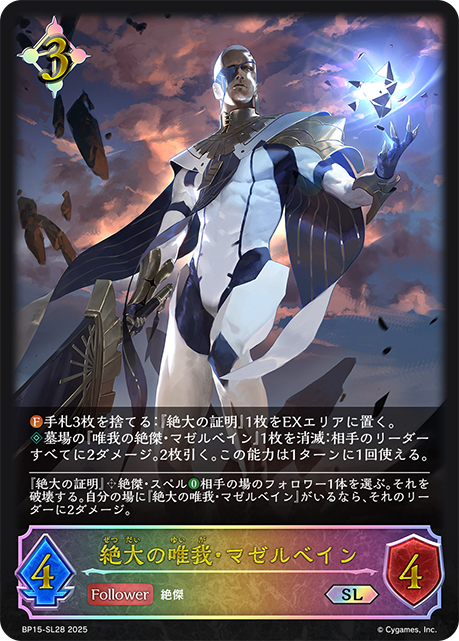 3
Ⓕ手札3枚を捨てる:『絶大の証明』1枚をEXエリアに置く。
墓場の『唯我の絶傑・マゼルベイン』1枚を消滅:相手のリーダー
すべてに2ダメージ。2枚引く。この能力は1ターンに1回使える。
『絶大の証明』÷絶傑・スペル⓪相手の場のフォロワー1体を選ぶ。それを
破壊する。自分の場に『絶大の唯我・マゼルベイン』がいるなら、そのリー
ダーに2ダメージ。
ぜつだい ゆいが
絶大の唯我・マゼルベイン
4
Follower 絶傑
SL
4
BP15-SL28 2025
© Cygames, Inc.